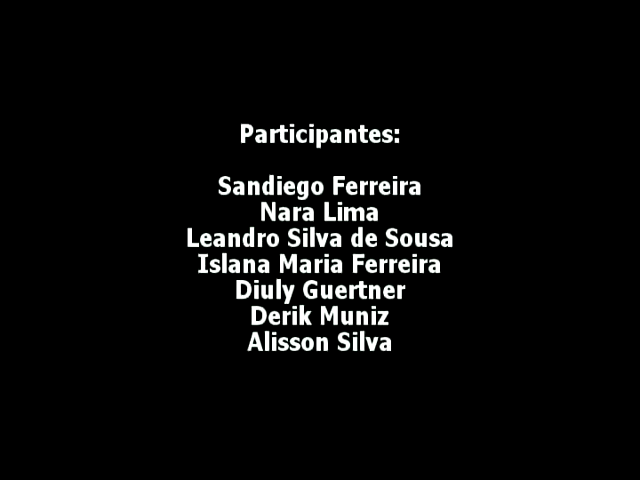 Participantes:
Sandiego Ferreira
Nara Lima
Leandro Silva de Sousa
Islana Maria Ferreira
Diuly Guertner
Derik Muniz
Alisson Silva